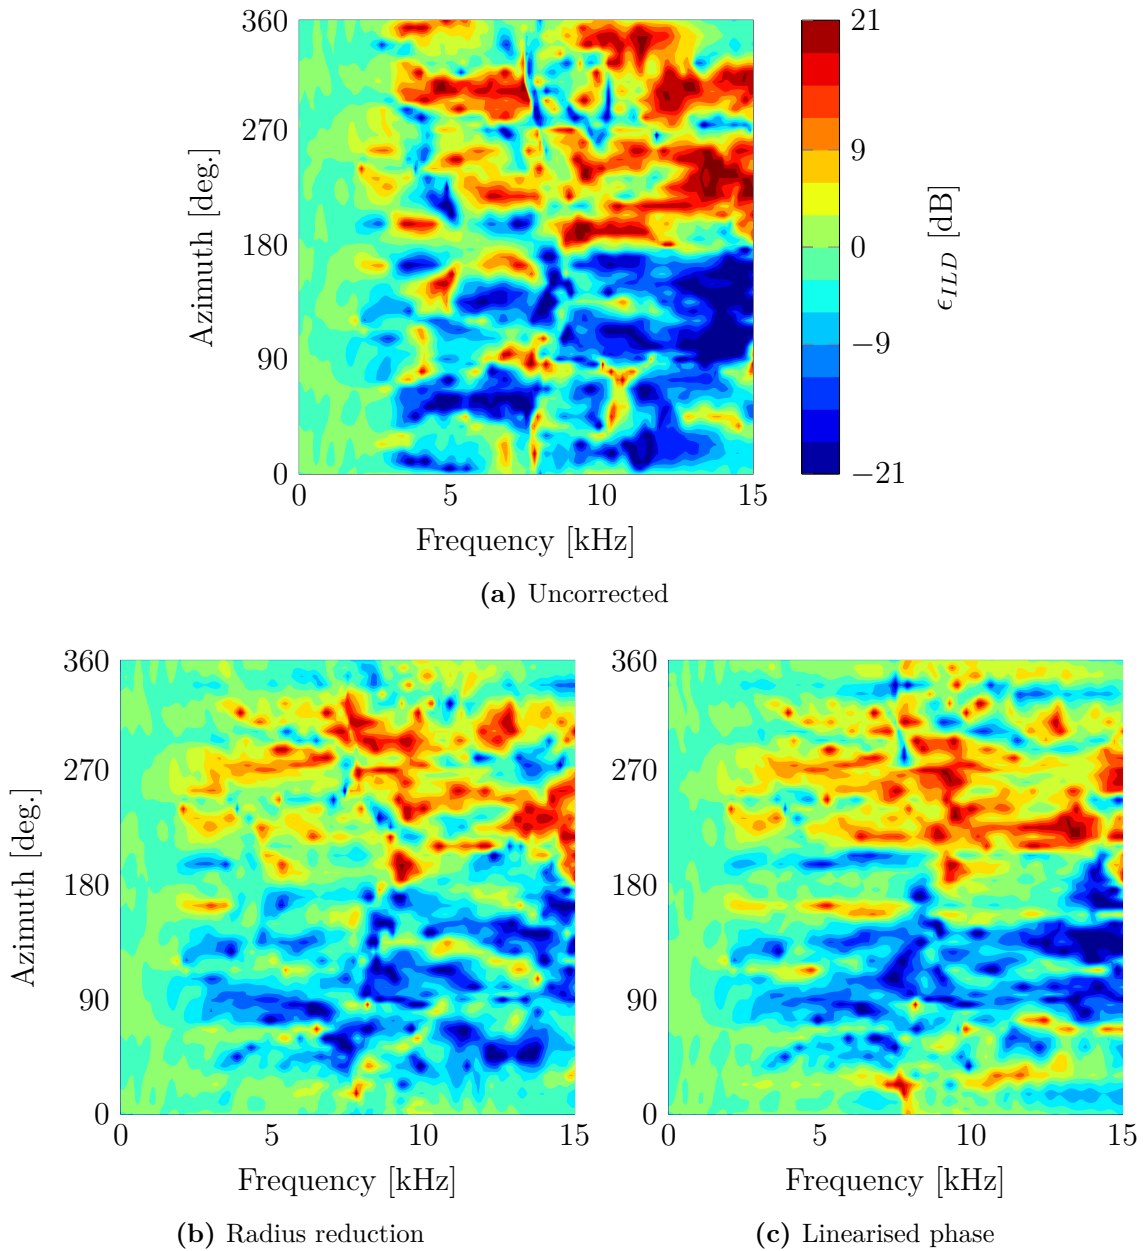 360
270
180
90
0
Azimuth [deg.]
0 5 10 15
Frequency [kHz]
21
9
0
−9
−21
ϵ_ILD [dB]
(a) Uncorrected
360
270
180
90
0
Azimuth [deg.]
0 5 10 15
Frequency [kHz]
(b) Radius reduction
360
270
180
90
0
0 5 10 15
Frequency [kHz]
(c) Linearised phase